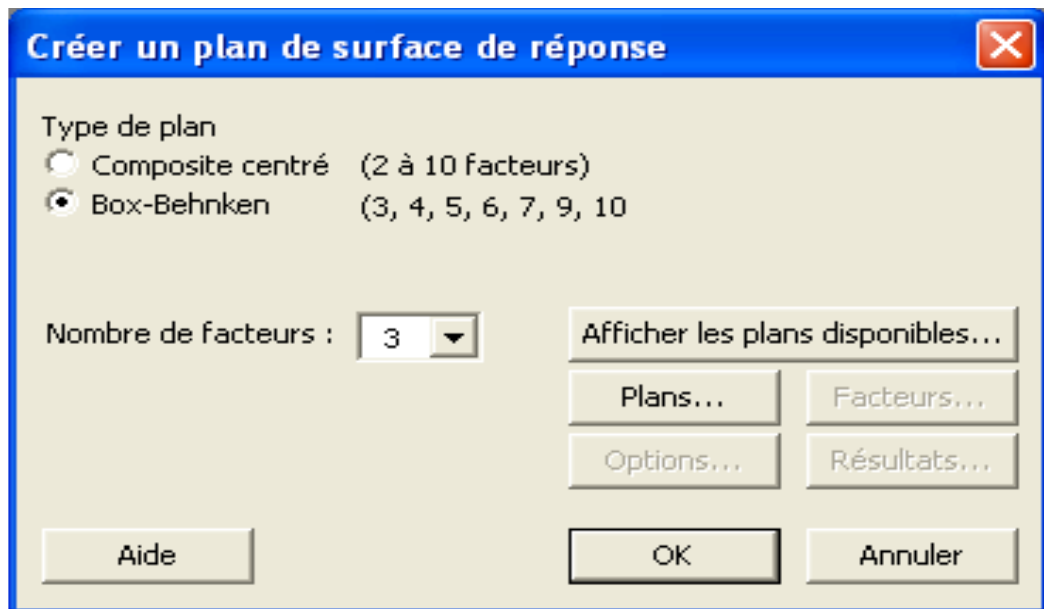 Créer un plan de surface de réponse
Type de plan
Composite centré (2 à 10 facteurs)
Box-Behnken (3, 4, 5, 6, 7, 9, 10
Nombre de facteurs : 3 Afficher les plans disponibles...
Plans... Facteurs...
Options... Résultats...
Aide OK Annuler